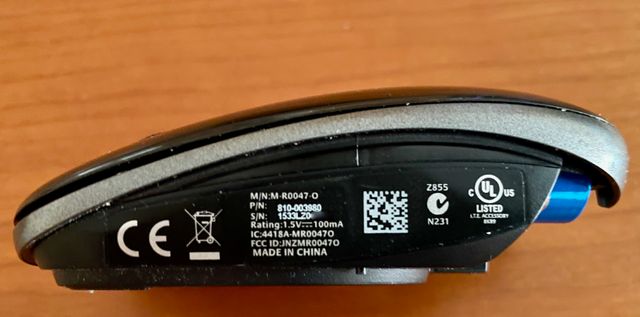 CE
M/N:M-R0047-O
P/N: 810-003980
S/N: 1533LZ0
Rating:1.5V⎓100mA
IC:4418A-MR0047O
FCC ID:JNZMR0047O
MADE IN CHINA
Z855
N231
C UL US
LISTED
I.T.E. ACCESSORY